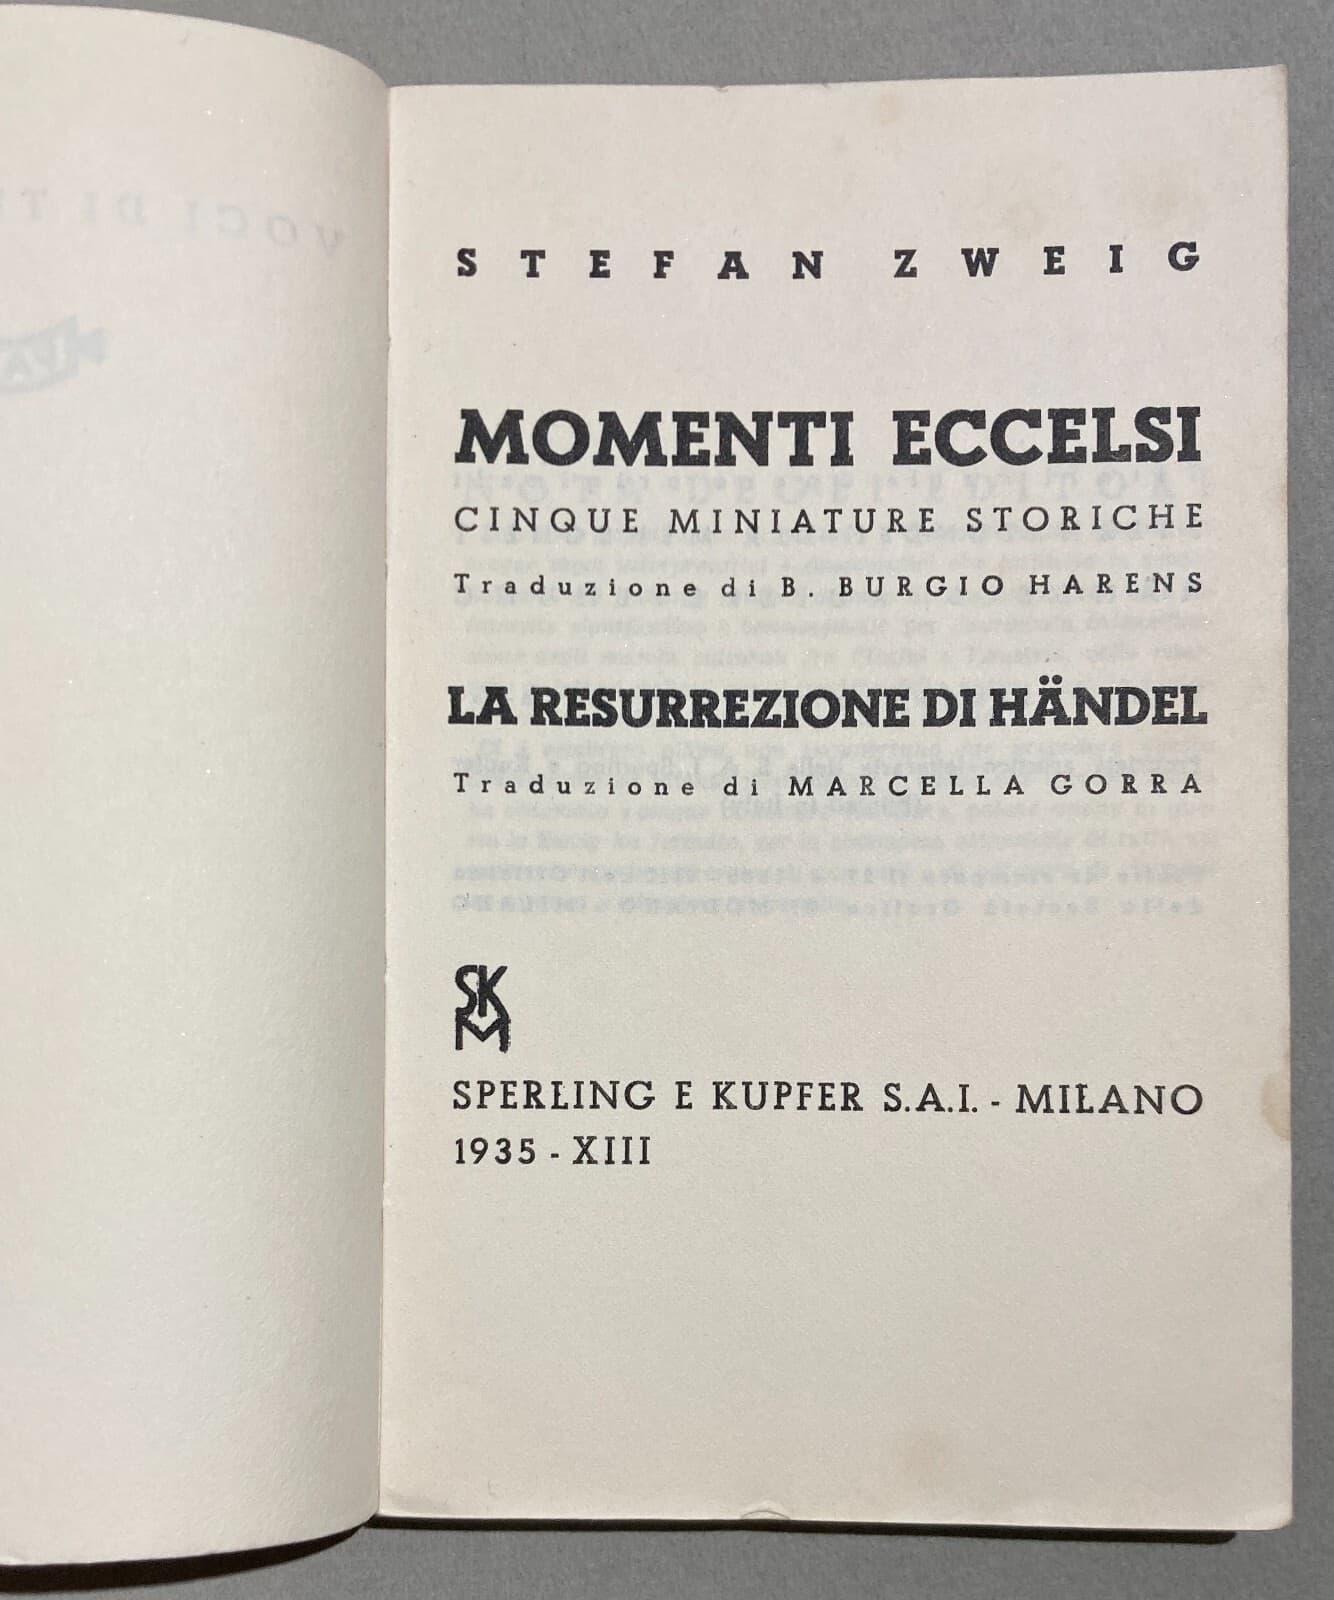 STEFAN ZWEIG
MOMENTI ECCELSI
CINQUE MINIATURE STORICHE
Traduzione di B. BURGIO HARENS
LA RESURREZIONE DI HÄNDEL
Traduzione di MARCELLA GORRA
SKM
SPERLING E KUPFER S.A.I. - MILANO
1935 - XIII